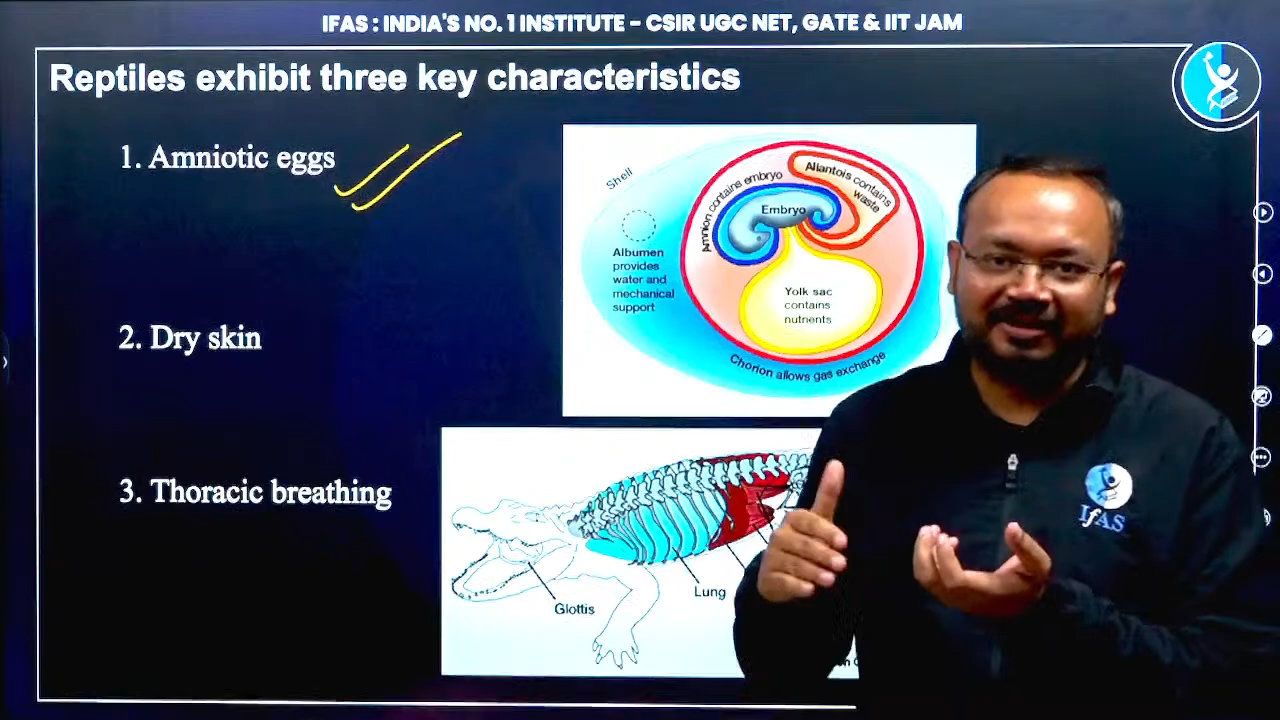 IFAS : INDIA'S NO. 1 INSTITUTE – CSIR UGC NET, GATE & IIT JAM
Reptiles exhibit three key characteristics
1. Amniotic eggs
Shell
Amnion contains embryo
Allantois contains
waste
Embryo
Albumen
provides
water and
mechanical
support
Yolk sac
contains
nutrients
Chorion allows gas exchange
2. Dry skin
3. Thoracic breathing
Glottis
Lung
IfAS